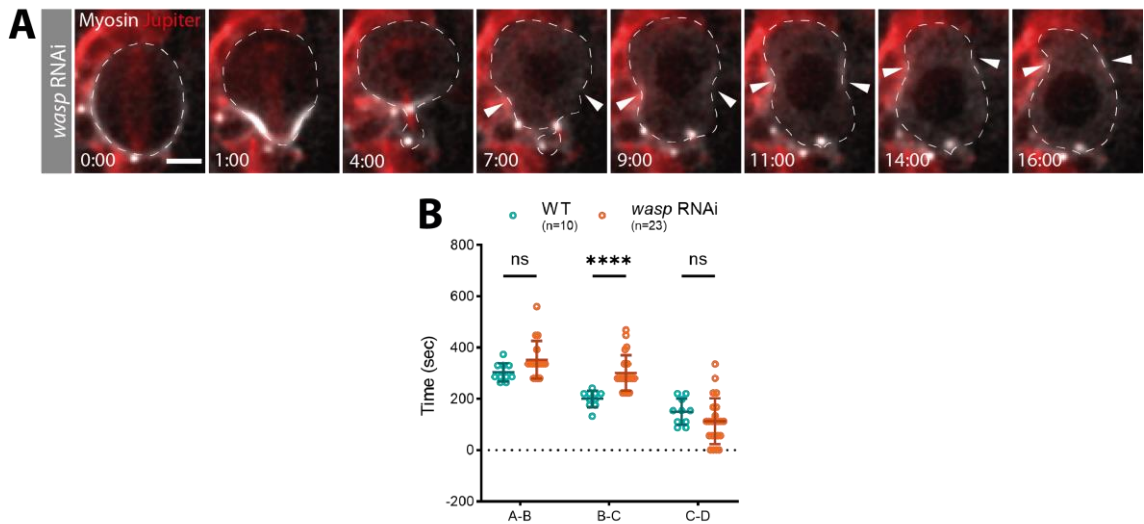 A
wasp RNAi
Myosin Jupiter
0:00
1:00
4:00
7:00
9:00
11:00
14:00
16:00
B
WT
(n=10)
wasp RNAi
(n=23)
ns
****
ns
Time (sec)
800
600
400
200
0
-200
A-B
B-C
C-D